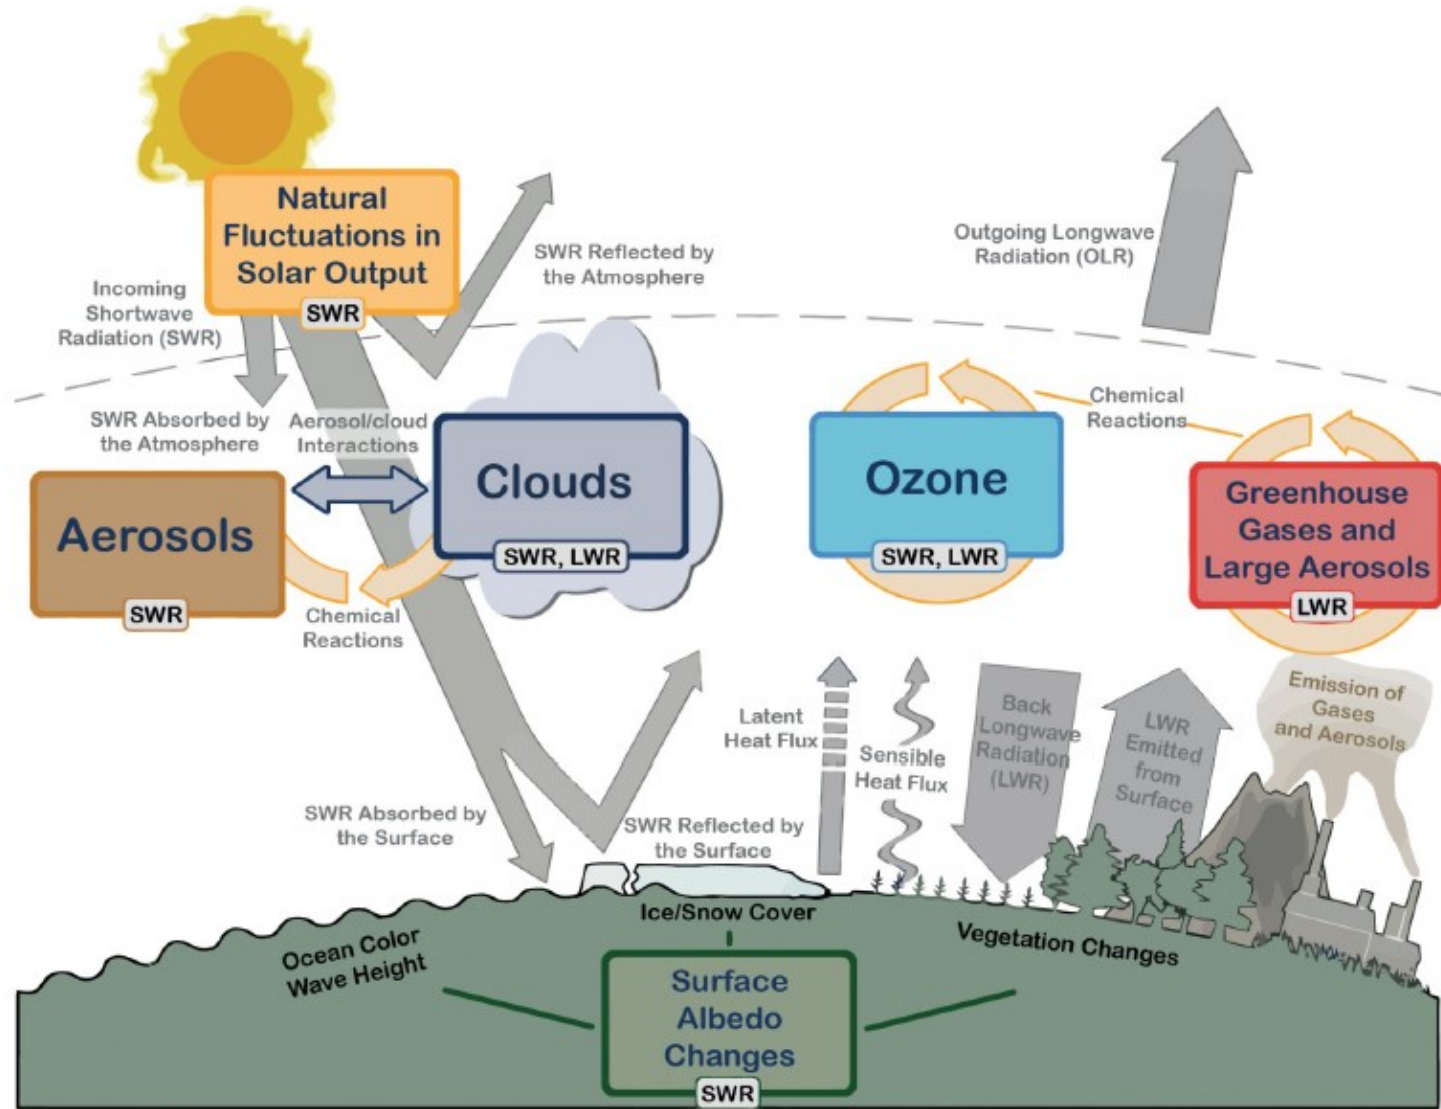 Natural
Fluctuations in
Solar Output
SWR
Incoming
Shortwave
Radiation (SWR)
SWR Reflected by
the Atmosphere
Outgoing Longwave
Radiation (OLR)
SWR Absorbed by
the Atmosphere
Aerosol/cloud
Interactions
Chemical
Reactions
Aerosols
SWR
Clouds
SWR, LWR
Ozone
SWR, LWR
Greenhouse
Gases and
Large Aerosols
LWR
Chemical
Reactions
Latent
Heat Flux
Sensible
Heat Flux
Back
Longwave
Radiation
(LWR)
LWR
Emitted
from
Surface
Emission of
Gases
and Aerosols
SWR Absorbed by
the Surface
SWR Reflected by
the Surface
Ice/Snow Cover
Ocean Color
Wave Height
Vegetation Changes
Surface
Albedo
Changes
SWR